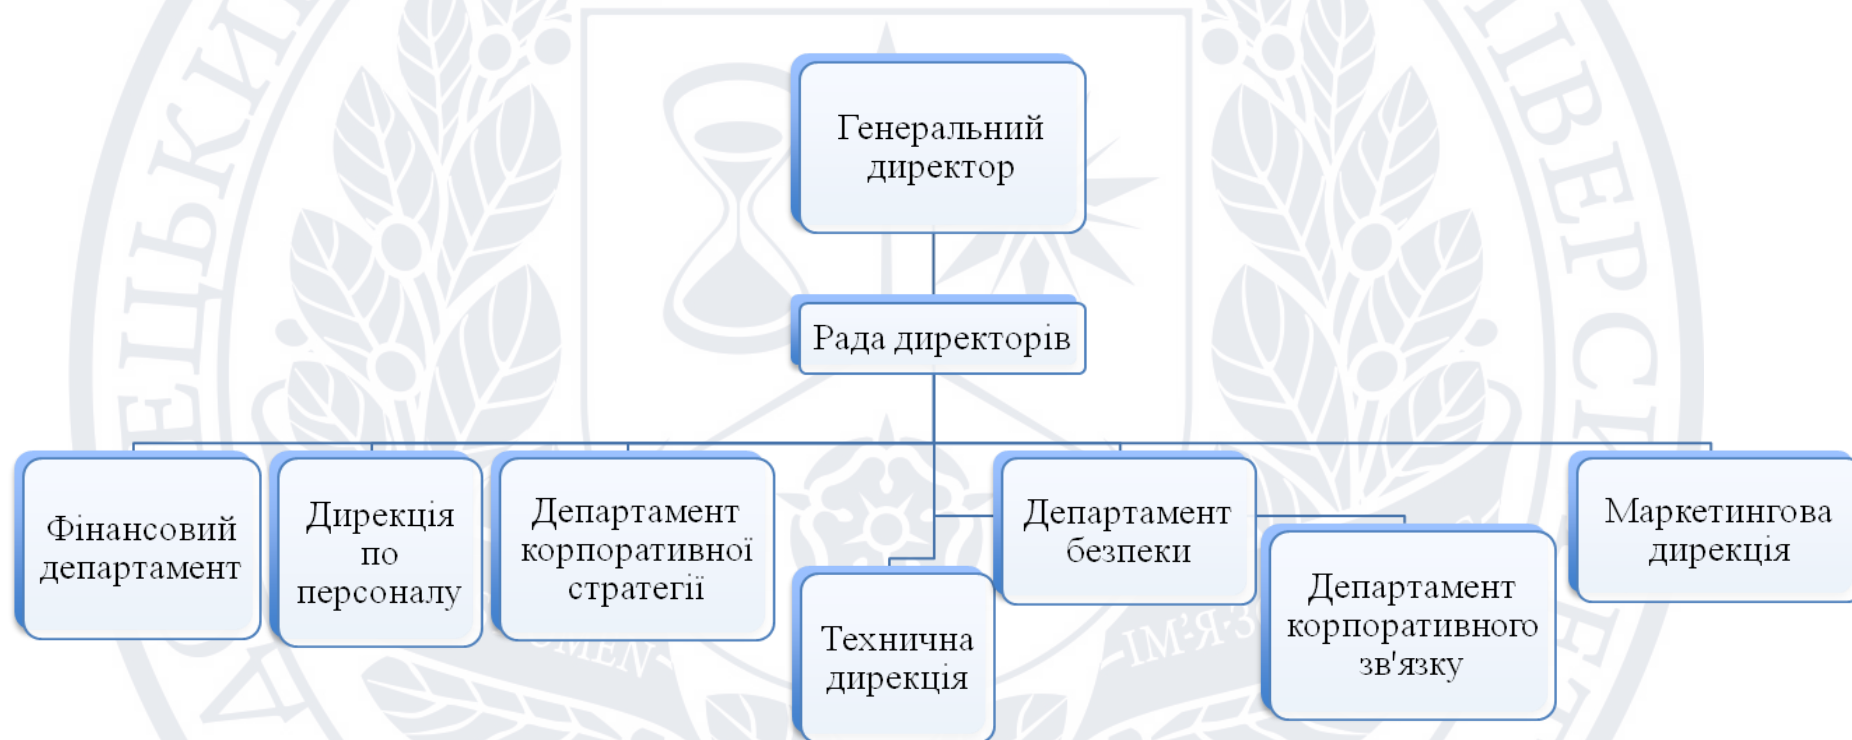 Генеральний
директор
Рада директорів
Фінансовий
департамент
Дирекція
по
персоналу
Департамент
корпоративної
стратегії
Технична
дирекція
Департамент
безпеки
Департамент
корпоративного
зв'язку
Маркетингова
дирекція